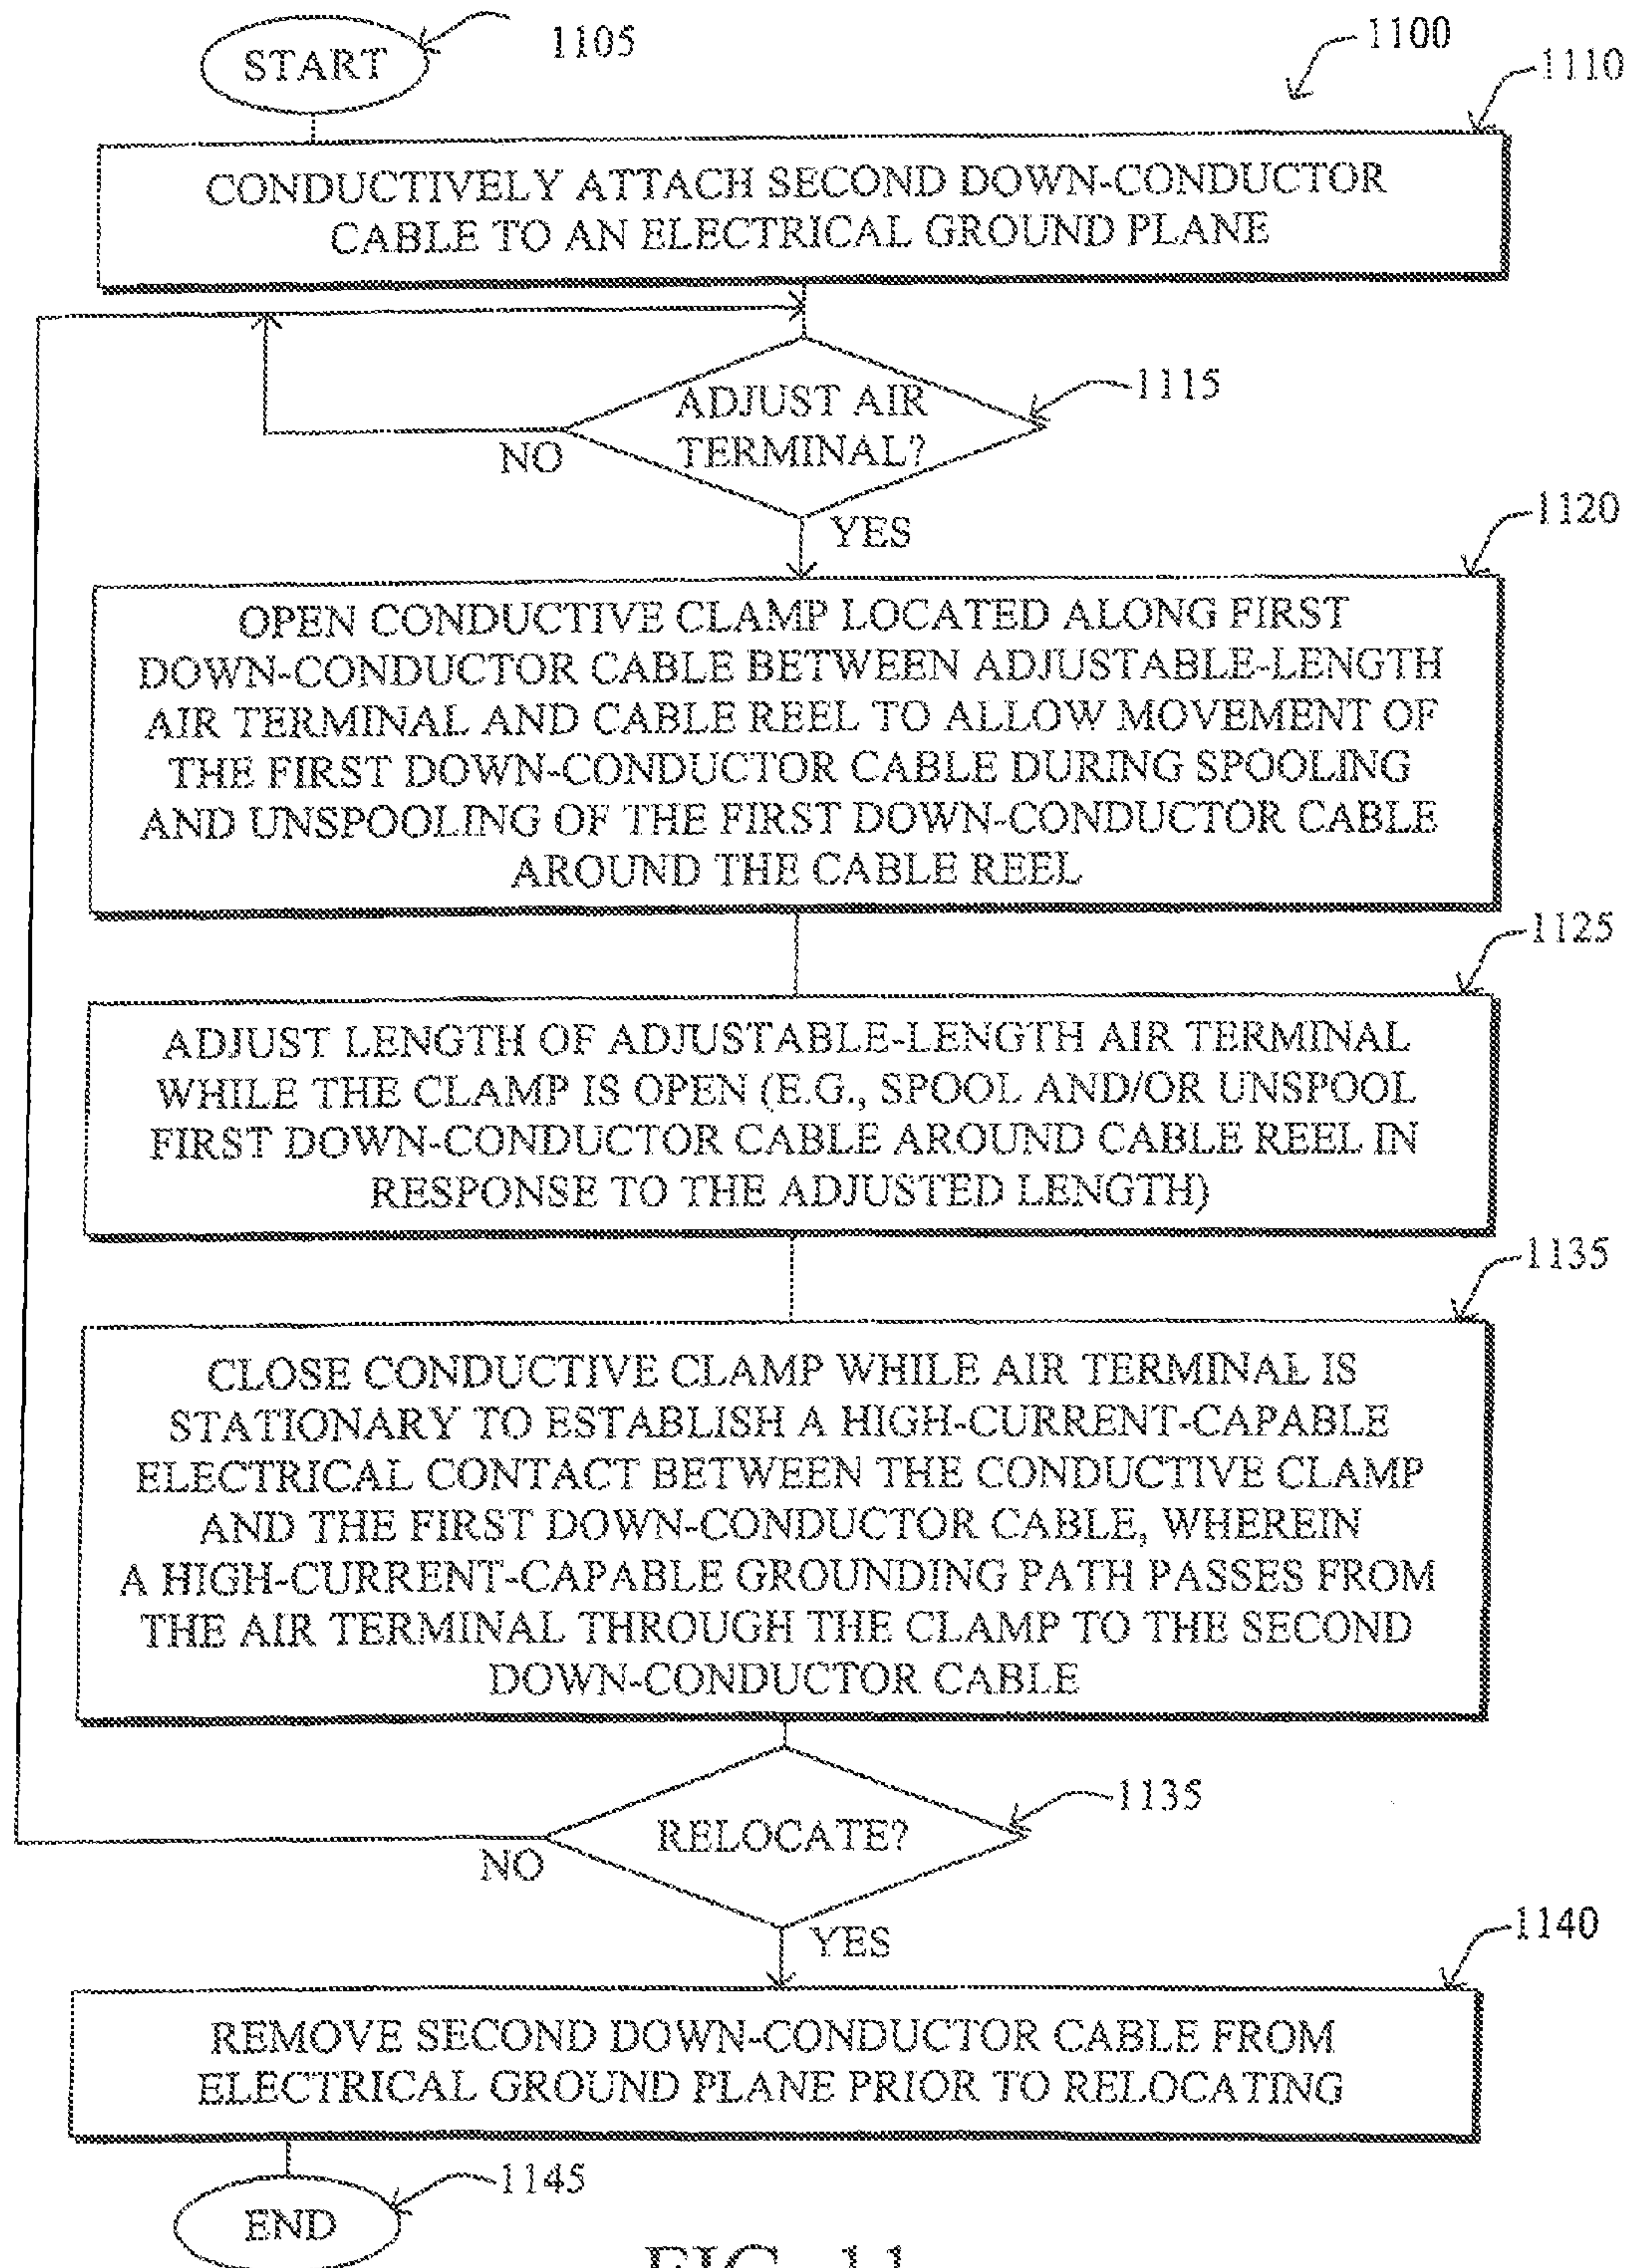 START
1105
1100
1110
CONDUCTIVELY ATTACH SECOND DOWN-CONDUCTOR
CABLE TO AN ELECTRICAL GROUND PLANE
ADJUST AIR
TERMINAL?
1115
NO
YES
1120
OPEN CONDUCTIVE CLAMP LOCATED ALONG FIRST
DOWN-CONDUCTOR CABLE BETWEEN ADJUSTABLE-LENGTH
AIR TERMINAL AND CABLE REEL TO ALLOW MOVEMENT OF
THE FIRST DOWN-CONDUCTOR CABLE DURING SPOOLING
AND UNSPOOLING OF THE FIRST DOWN-CONDUCTOR CABLE
AROUND THE CABLE REEL
1125
ADJUST LENGTH OF ADJUSTABLE-LENGTH AIR TERMINAL
WHILE THE CLAMP IS OPEN (E.G., SPOOL AND/OR UNSPOOL
FIRST DOWN-CONDUCTOR CABLE AROUND CABLE REEL IN
RESPONSE TO THE ADJUSTED LENGTH)
1135
CLOSE CONDUCTIVE CLAMP WHILE AIR TERMINAL IS
STATIONARY TO ESTABLISH A HIGH-CURRENT-CAPABLE
ELECTRICAL CONTACT BETWEEN THE CONDUCTIVE CLAMP
AND THE FIRST DOWN-CONDUCTOR CABLE, WHEREIN
A HIGH-CURRENT-CAPABLE GROUNDING PATH PASSES FROM
THE AIR TERMINAL THROUGH THE CLAMP TO THE SECOND
DOWN-CONDUCTOR CABLE
1135
RELOCATE?
NO
YES
1140
REMOVE SECOND DOWN-CONDUCTOR CABLE FROM
ELECTRICAL GROUND PLANE PRIOR TO RELOCATING
1145
END
FIG. 11